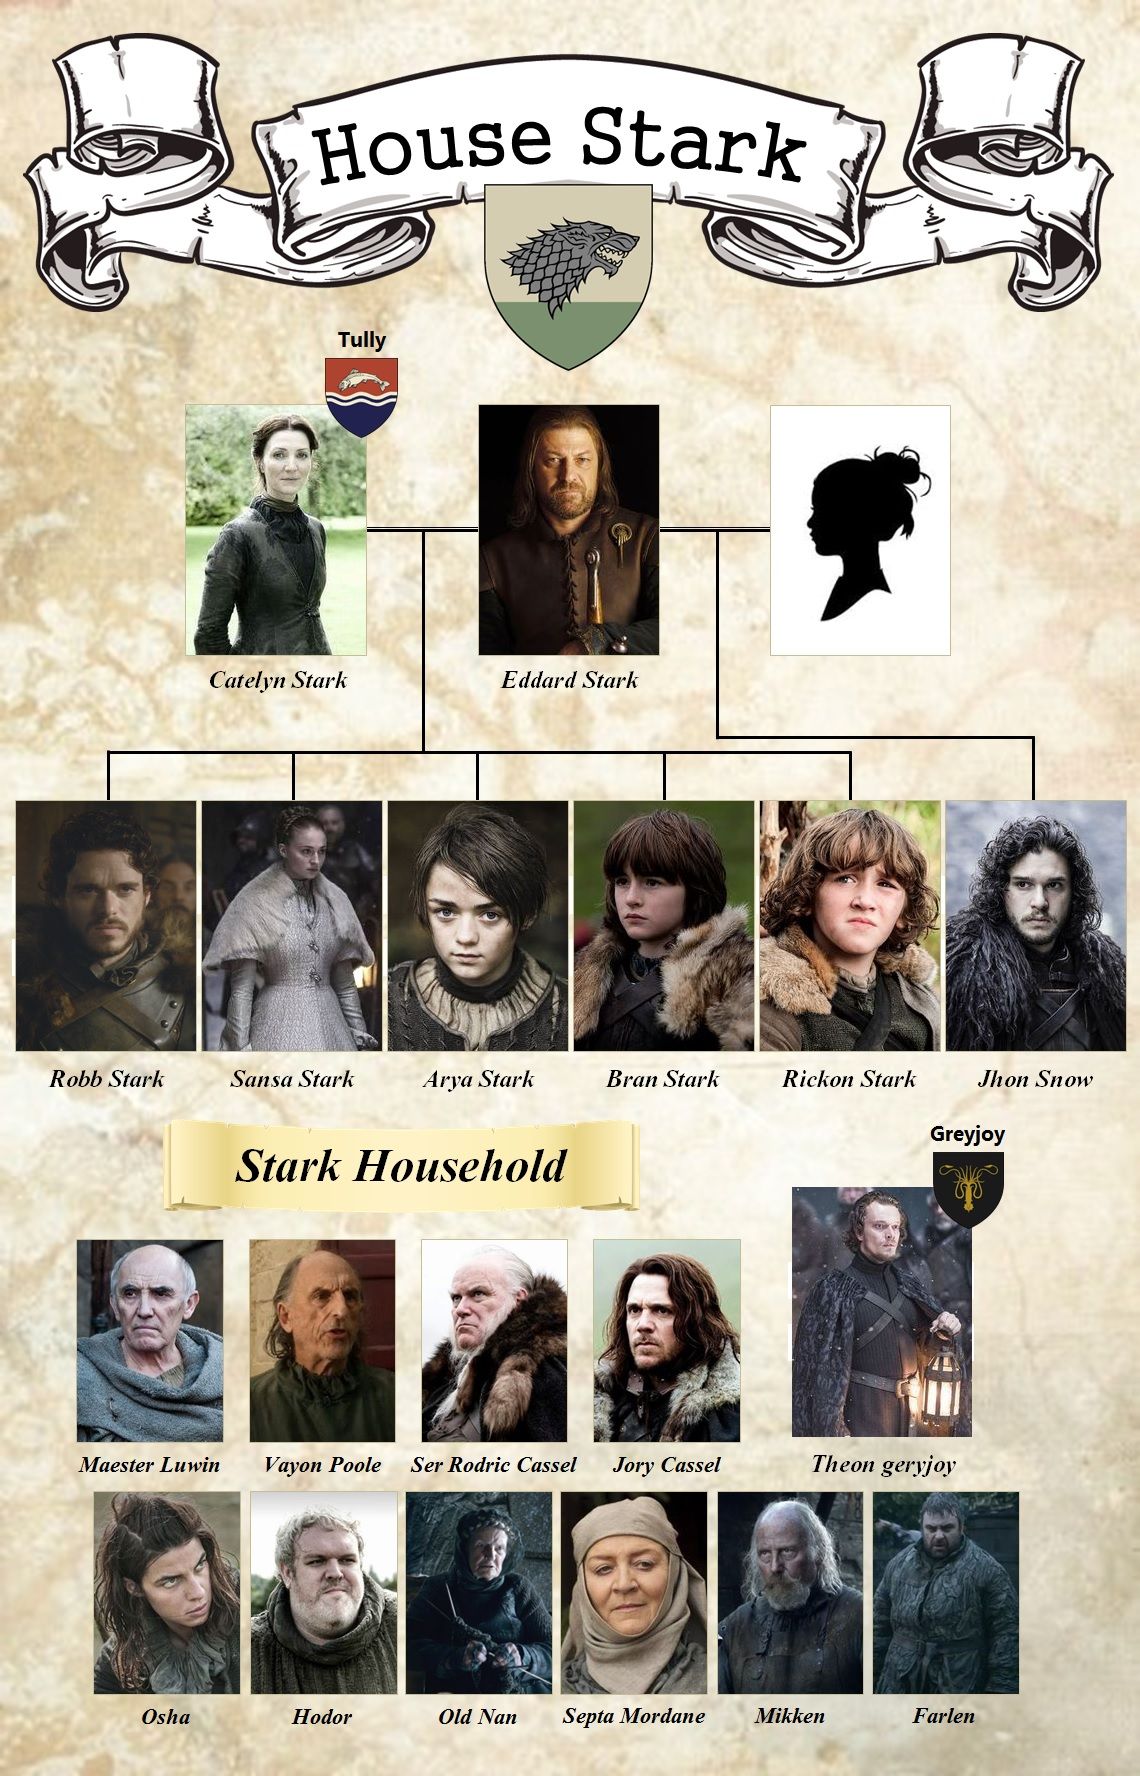 House Stark
Tully
Catelyn Stark
Eddard Stark
Robb Stark
Sansa Stark
Arya Stark
Bran Stark
Rickon Stark
Jhon Snow
Stark Household
Greyjoy
Maester Luwin
Vayon Poole
Ser Rodric Cassel
Jory Cassel
Theon geryjoy
Osha
Hodor
Old Nan
Septa Mordane
Mikken
Farlen